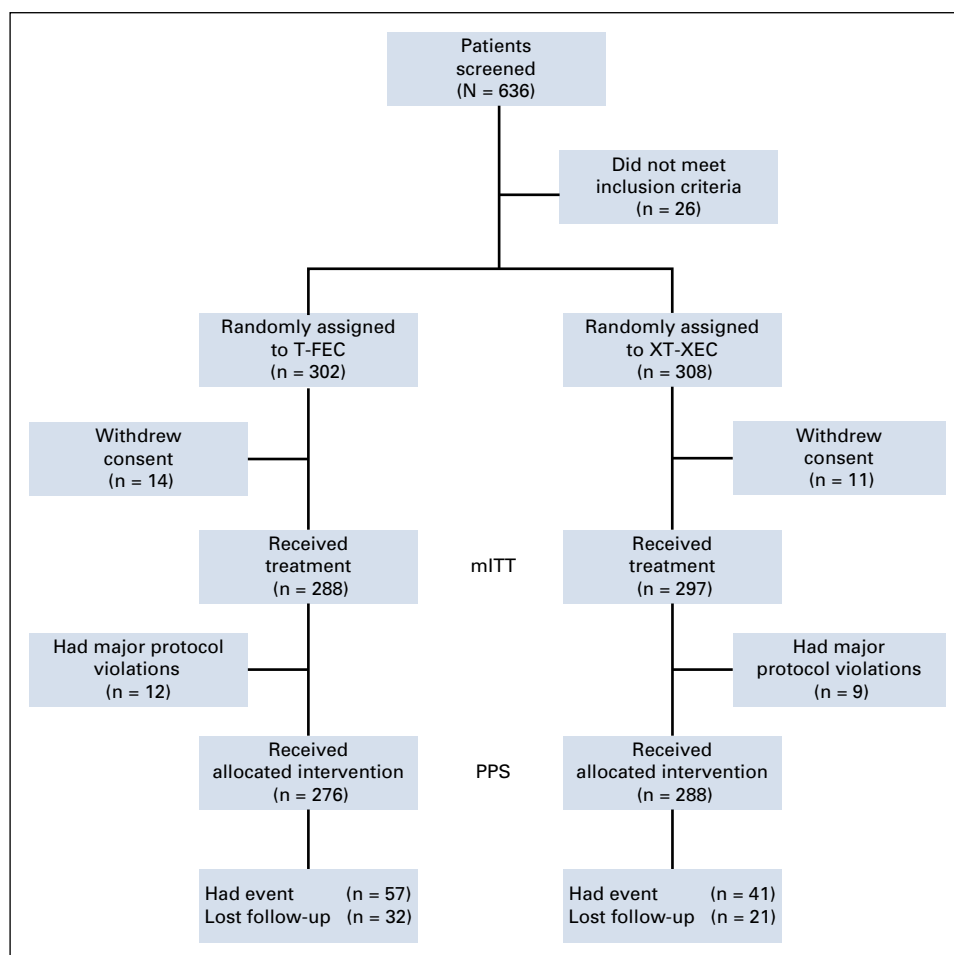 Patients
screened
(N = 636)
Did not meet
inclusion criteria
(n = 26)
Randomly assigned
to T-FEC
(n = 302)
Randomly assigned
to XT-XEC
(n = 308)
Withdrew
consent
(n = 14)
Withdrew
consent
(n = 11)
Received
treatment
(n = 288)
mITT
Received
treatment
(n = 297)
Had major protocol
violations
(n = 12)
Had major
protocol violations
(n = 9)
Received
allocated intervention
(n = 276)
PPS
Received
allocated intervention
(n = 288)
Had event (n = 57)
Lost follow-up (n = 32)
Had event (n = 41)
Lost follow-up (n = 21)